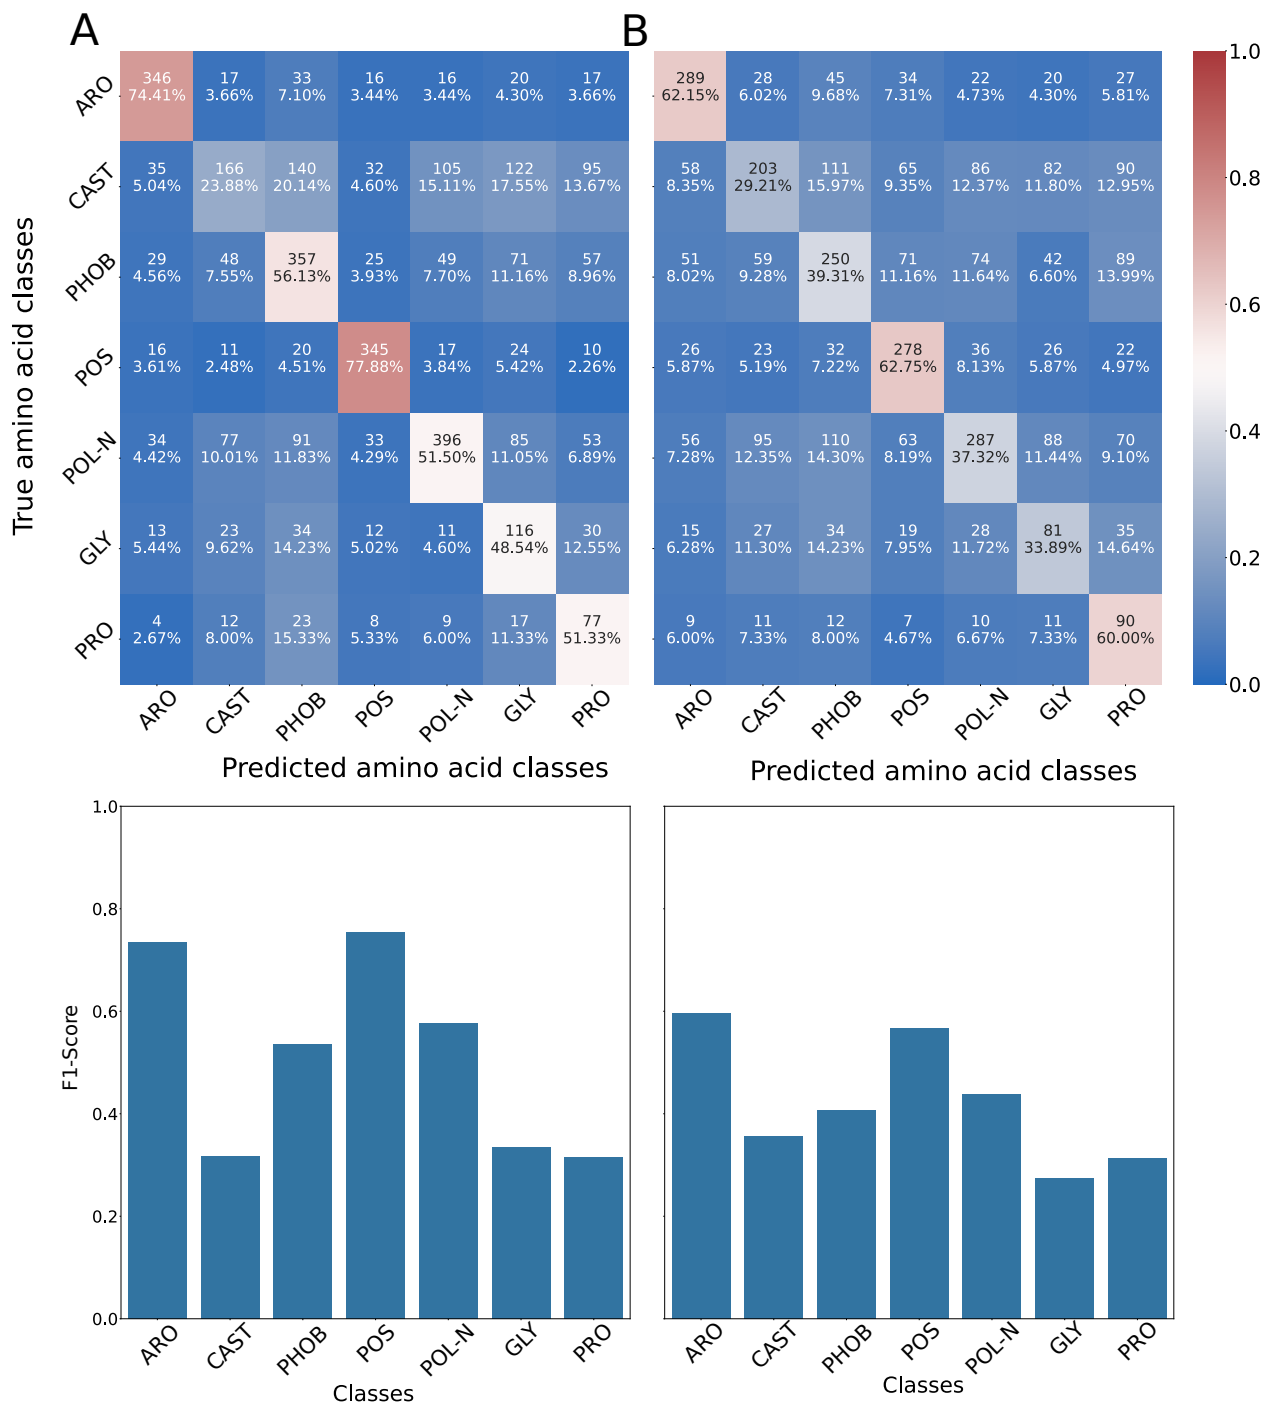 A
B
346 17 33 16 16 20 17
74.41% 3.66% 7.10% 3.44% 3.44% 4.30% 3.66%
35 166 140 32 105 122 95
5.04% 23.88% 20.14% 4.60% 15.11% 17.55% 13.67%
29 48 357 25 49 71 57
4.56% 7.55% 56.13% 3.93% 7.70% 11.16% 8.96%
16 11 20 345 17 24 10
3.61% 2.48% 4.51% 77.88% 3.84% 5.42% 2.26%
34 77 91 33 396 85 53
4.42% 10.01% 11.83% 4.29% 51.50% 11.05% 6.89%
13 23 34 12 11 116 30
5.44% 9.62% 14.23% 5.02% 4.60% 48.54% 12.55%
4 12 23 8 9 17 77
2.67% 8.00% 15.33% 5.33% 6.00% 11.33% 51.33%
ARO
CAST
PHOB
POS
POL-N
GLY
PRO
True amino acid classes
ARO CAST PHOB POS POL-N GLY PRO
Predicted amino acid classes
289 28 45 34 22 20 27
62.15% 6.02% 9.68% 7.31% 4.73% 4.30% 5.81%
58 203 111 65 86 82 90
8.35% 29.21% 15.97% 9.35% 12.37% 11.80% 12.95%
51 59 250 71 74 42 89
8.02% 9.28% 39.31% 11.16% 11.64% 6.60% 13.99%
26 23 32 278 36 26 22
5.87% 5.19% 7.22% 62.75% 8.13% 5.87% 4.97%
56 95 110 63 287 88 70
7.28% 12.35% 14.30% 8.19% 37.32% 11.44% 9.10%
15 27 34 19 28 81 35
6.28% 11.30% 14.23% 7.95% 11.72% 33.89% 14.64%
9 11 12 7 10 11 90
6.00% 7.33% 8.00% 4.67% 6.67% 7.33% 60.00%
ARO CAST PHOB POS POL-N GLY PRO
Predicted amino acid classes
1.0
0.8
0.6
0.4
0.2
0.0
1.0
0.8
0.6
0.4
0.2
0.0
F1-Score
ARO CAST PHOB POS POL-N GLY PRO
Classes
ARO CAST PHOB POS POL-N GLY PRO
Classes